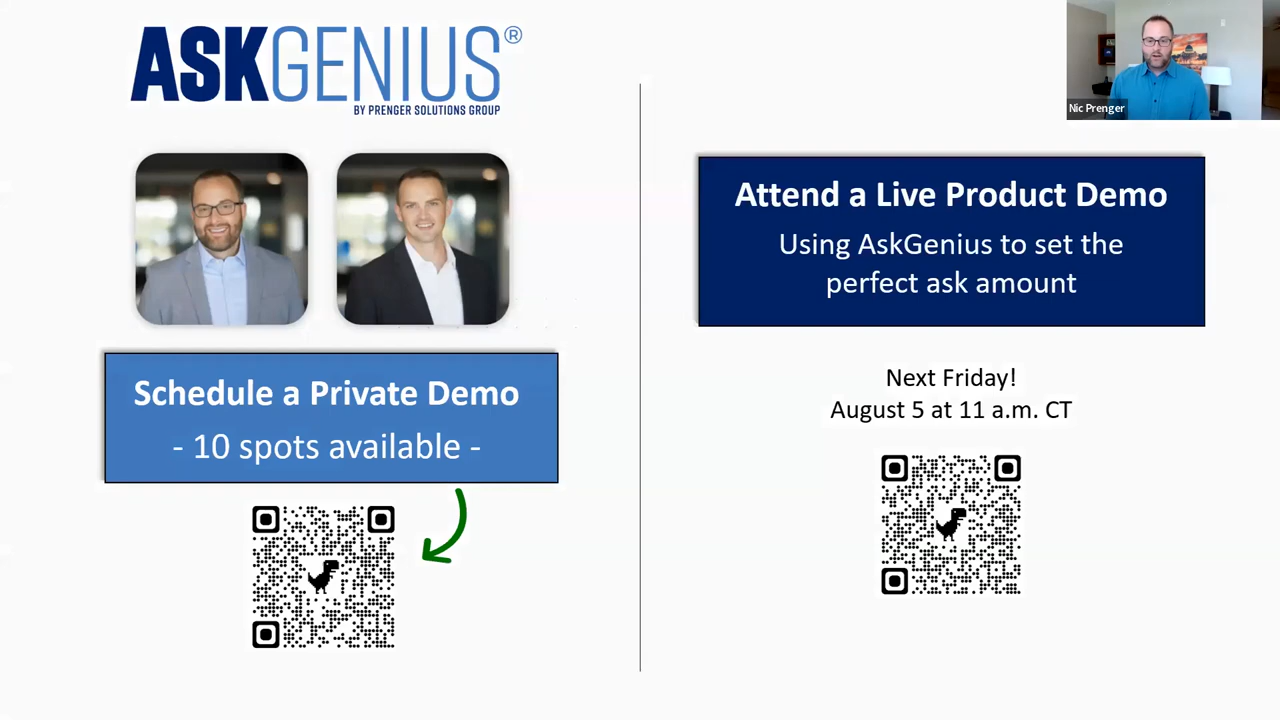 ASKGENIUS®
BY PRENGER SOLUTIONS GROUP
Schedule a Private Demo
- 10 spots available -
Nic Prenger
Attend a Live Product Demo
Using AskGenius to set the
perfect ask amount
Next Friday!
August 5 at 11 a.m. CT